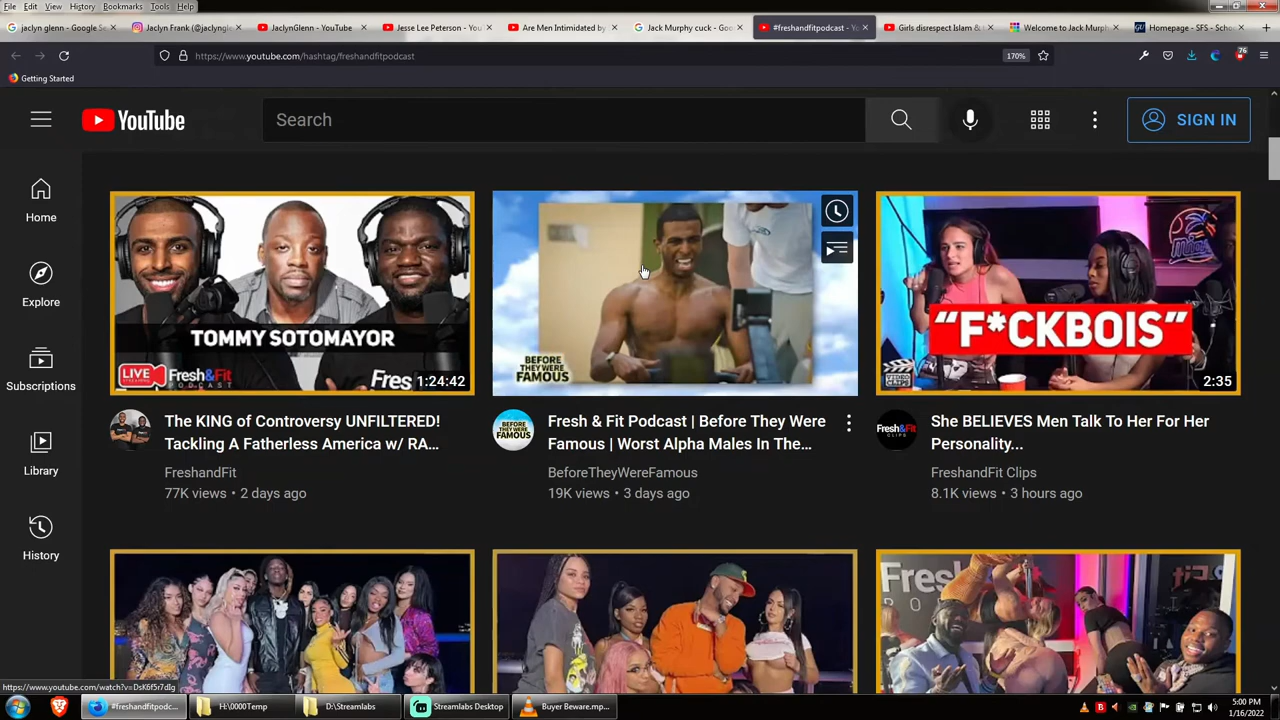 File Edit View History Bookmarks Tools Help
jaclyn glenn - Google S
Jaclyn Frank (@jaclyngl
JaclynGlenn - YouTube
Jesse Lee Peterson - You
Are Men Intimidated by
Jack Murphy cuck - Goo
#freshandfitpodcast - Yo
Girls disrespect Islam &
Welcome to Jack Murph
Homepage - SFS - Schoo
https://www.youtube.com/hashtag/freshandfitpodcast
170%
76
Getting Started
YouTube
Search
SIGN IN
Home
Explore
Subscriptions
Library
History
TOMMY SOTOMAYOR
LIVE
Fresh&Fit
PODCAST
Fres
1:24:42
BEFORE
THEY WERE
FAMOUS
"F*CKBOIS"
2:35
The KING of Controversy UNFILTERED!
Tackling A Fatherless America w/ RA...
FreshandFit
77K views • 2 days ago
Fresh & Fit Podcast | Before They Were
Famous | Worst Alpha Males In The...
BeforeTheyWereFamous
19K views • 3 days ago
She BELIEVES Men Talk To Her For Her
Personality...
FreshandFit Clips
8.1K views • 3 hours ago
https://www.youtube.com/watch?v=DsK6f5r7dIg
#freshandfitpodc...
H:\0000Temp
D:\Streamlabs
Streamlabs Desktop
Buyer Beware.mp...
5:00 PM
1/16/2022